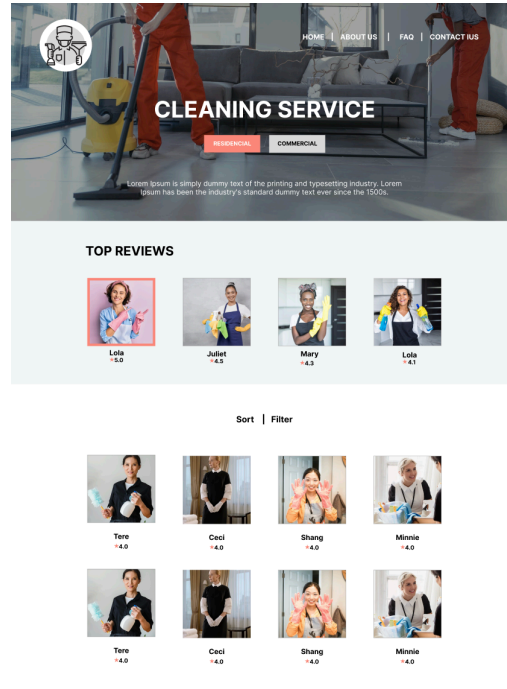 HOME | ABOUT US | FAQ | CONTACT IUS
CLEANING SERVICE
RESIDENCIAL
COMMERCIAL
Lorem Ipsum is simply dummy text of the printing and typesetting industry. Lorem
Ipsum has been the industry's standard dummy text ever since the 1500s.
TOP REVIEWS
Lola Juliet Mary Lola
★5.0 ★4.5 ★4.3 ★4.1
Sort | Filter
Tere Ceci Shang Minnie
★4.0 ★4.0 ★4.0 ★4.0
Tere Ceci Shang Minnie
★4.0 ★4.0 ★4.0 ★4.0